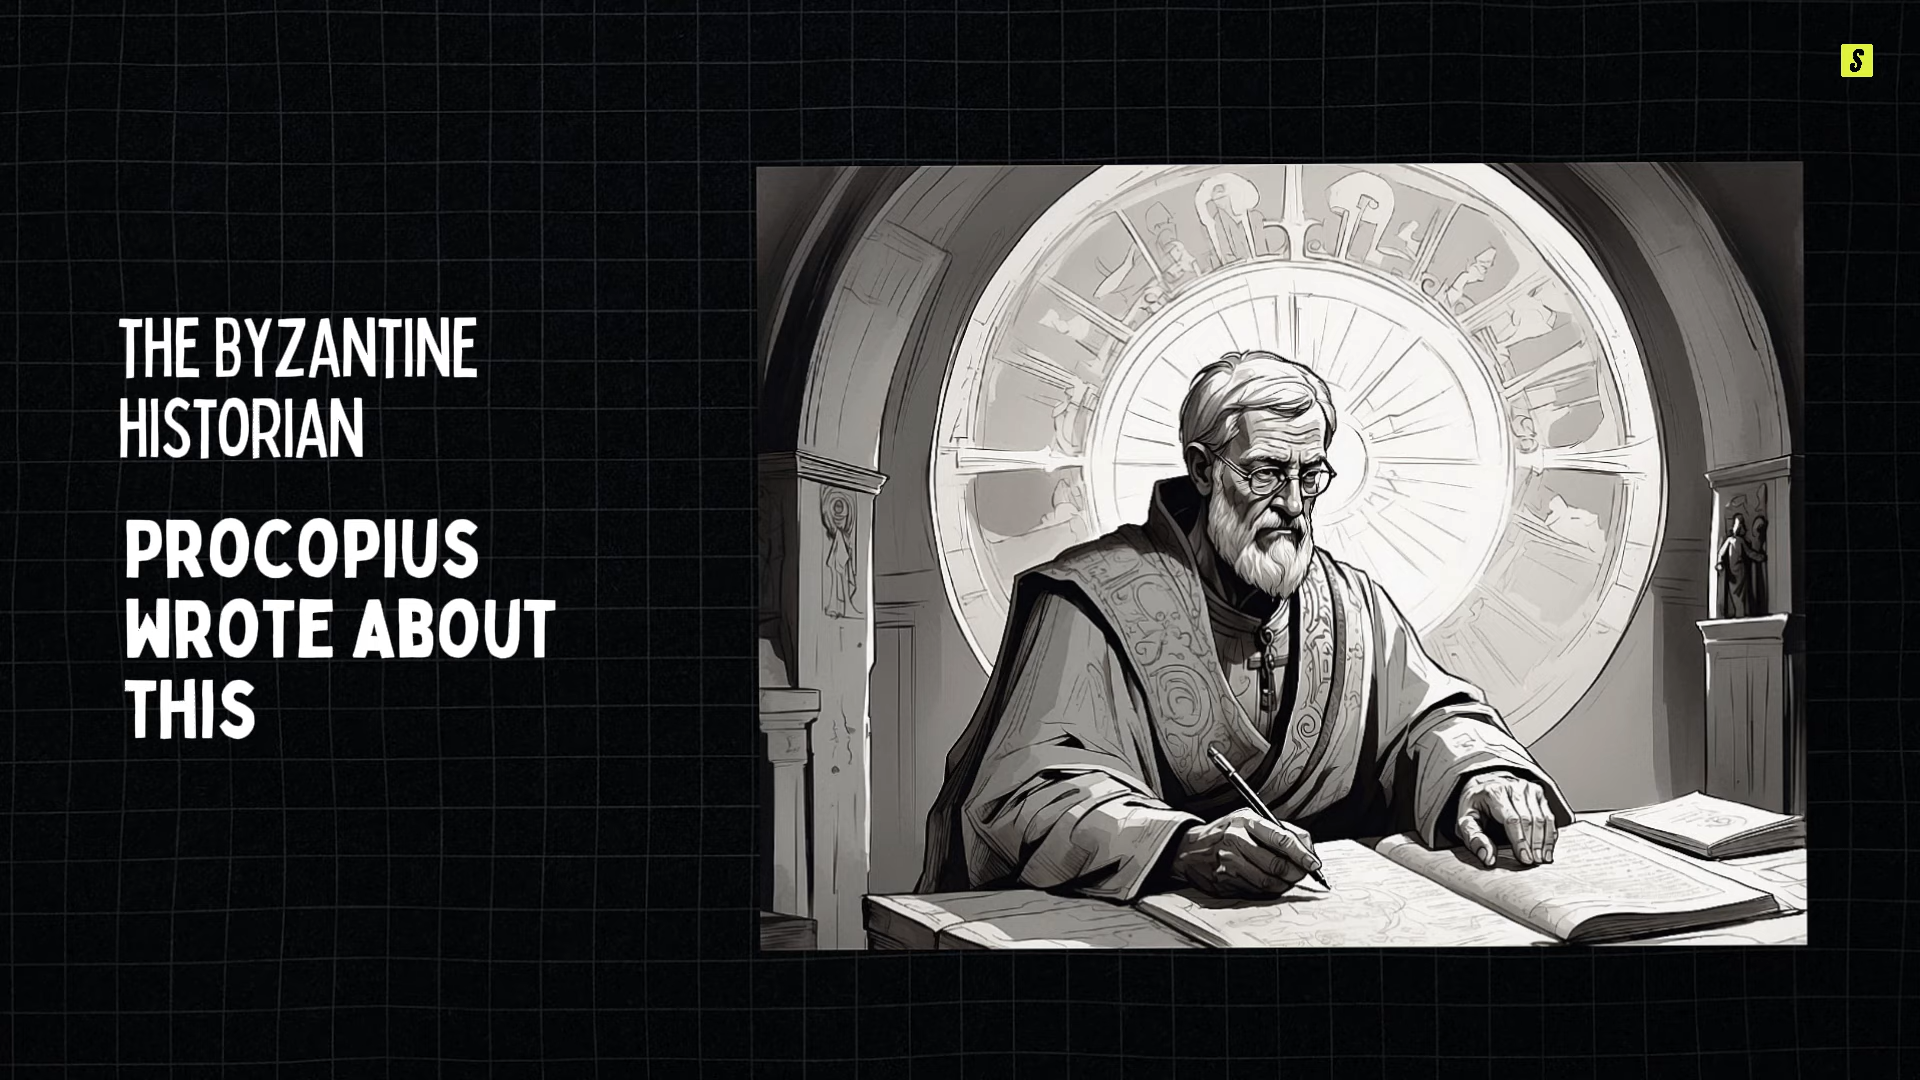 S
THE BYZANTINE
HISTORIAN
PROCOPIUS
WROTE ABOUT
THIS